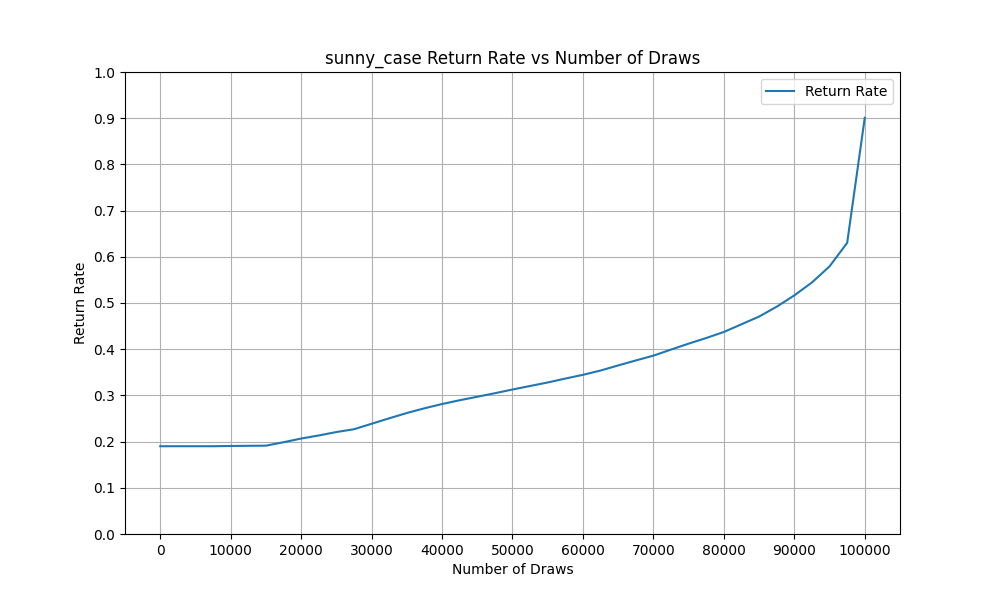 sunny_case Return Rate vs Number of Draws
Return Rate
1.0
0.9
0.8
0.7
0.6
0.5
0.4
0.3
0.2
0.1
0.0
Return Rate
0 10000 20000 30000 40000 50000 60000 70000 80000 90000 100000
Number of Draws